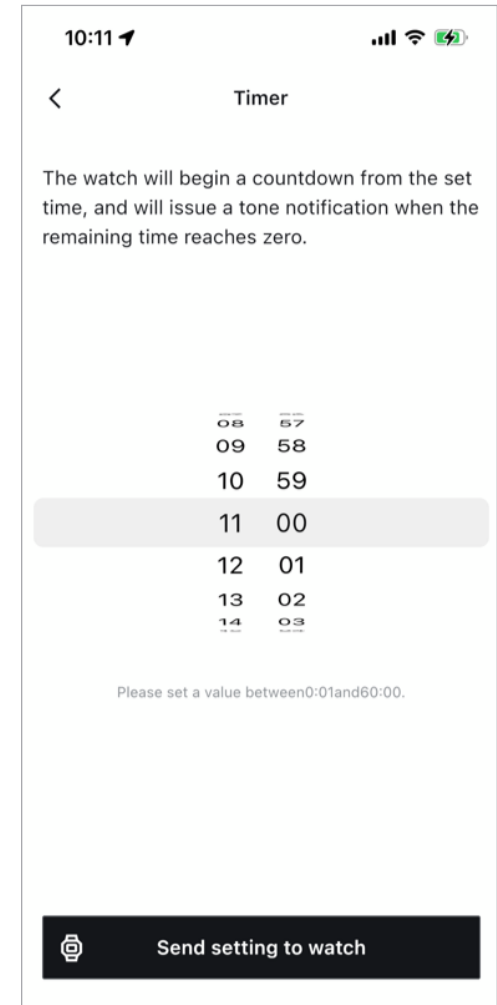 10:11
Timer
The watch will begin a countdown from the set
time, and will issue a tone notification when the
remaining time reaches zero.
08 57
09 58
10 59
11 00
12 01
13 02
14 03
Please set a value between0:01and60:00.
Send setting to watch